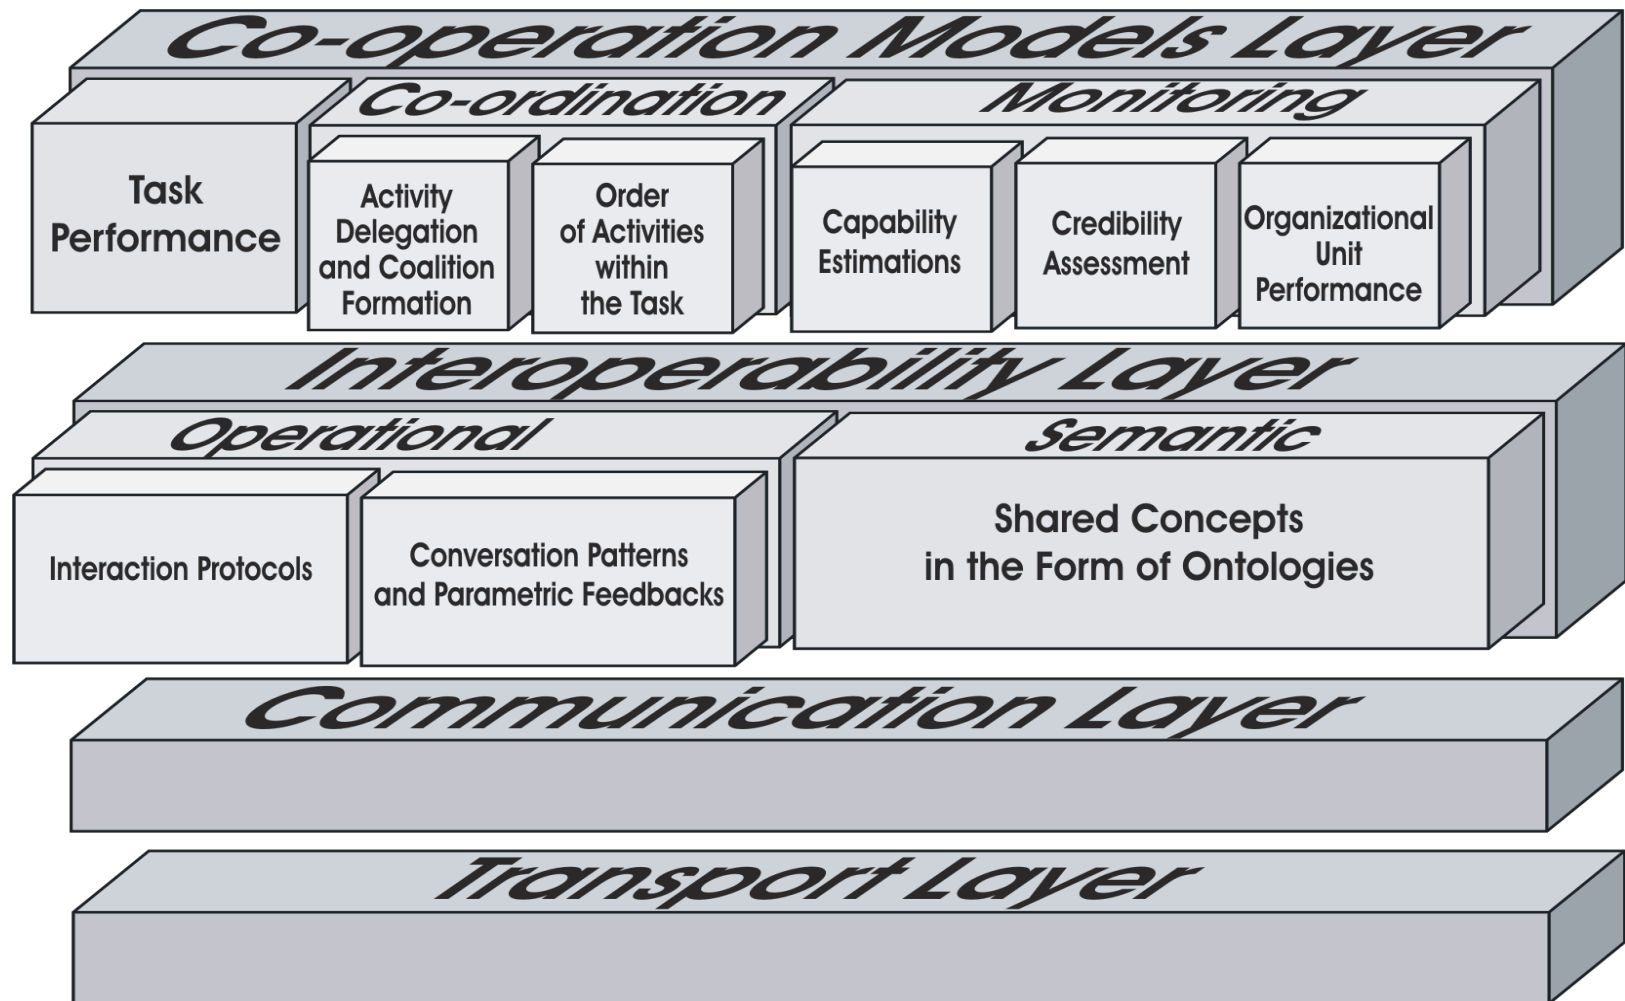 Co-operation Models Layer
Task
Performance
Co-ordination
Activity
Delegation
and Coalition
Formation
Order
of Activities
within
the Task
Monitoring
Capability
Estimations
Credibility
Assessment
Organizational
Unit
Performance
Interoperability Layer
Operational
Interaction Protocols
Conversation Patterns
and Parametric Feedbacks
Semantic
Shared Concepts
in the Form of Ontologies
Communication Layer
Transport Layer